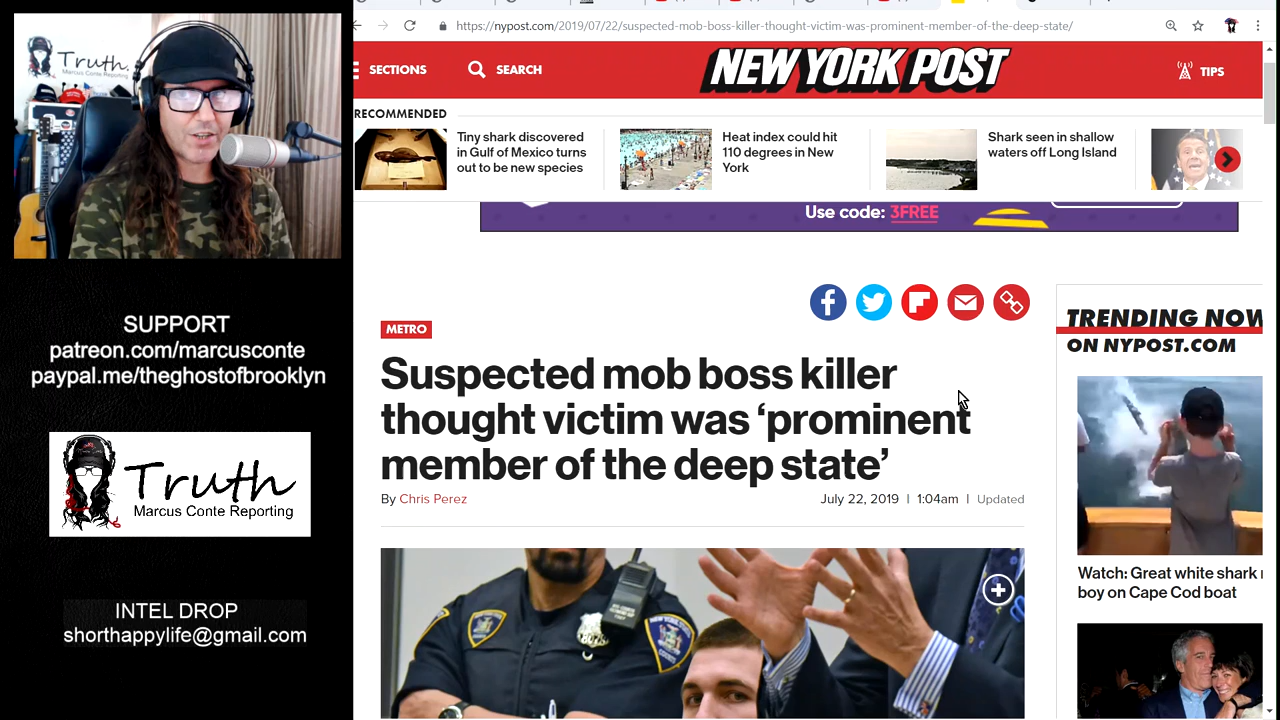 Truth.
Marcus Conte Reporting
SUPPORT
patreon.com/marcusconte
paypal.me/theghostofbrooklyn
Truth
Marcus Conte Reporting
INTEL DROP
shorthappylife@gmail.com
https://nypost.com/2019/07/22/suspected-mob-boss-killer-thought-victim-was-prominent-member-of-the-deep-state/
SECTIONS
SEARCH
NEW YORK POST
TIPS
RECOMMENDED
Tiny shark discovered
in Gulf of Mexico turns
out to be new species
Heat index could hit
110 degrees in New
York
Shark seen in shallow
waters off Long Island
Use code: 3FREE
METRO
Suspected mob boss killer
thought victim was ‘prominent
member of the deep state’
By Chris Perez
July 22, 2019 | 1:04am | Updated
TRENDING NOW
ON NYPOST.COM
Watch: Great white shark
boy on Cape Cod boat